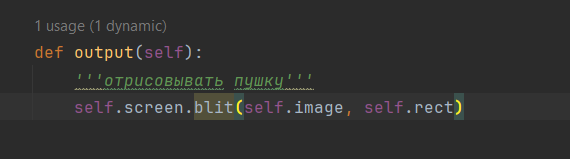 1 usage (1 dynamic)
def output(self):
'''отрисовывать пушку'''
self.screen.blit(self.image, self.rect)